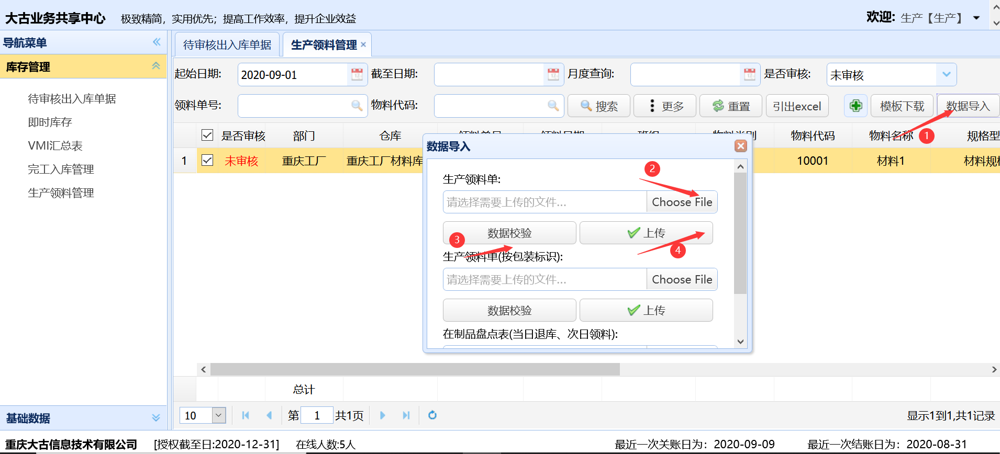 大古业务共享中心 极致精简，实用优先；提高工作效率，提升企业效益 欢迎: 生产【生产】
导航菜单
库存管理
待审核出入库单据
即时库存
VMI汇总表
完工入库管理
生产领料管理
基础数据
待审核出入库单据 生产领料管理
起始日期: 2020-09-01 截至日期: 月度查询: 是否审核: 未审核
领料单号: 物料代码: 搜索 更多 重置 引出excel 模板下载 数据导入
是否审核 部门 仓库 领料单号 领料日期 班组 物料类别 物料代码 物料名称 1 规格型
1 未审核 重庆工厂 重庆工厂材料库 10001 材料1 材料规
数据导入
2
生产领料单:
请选择需要上传的文件... Choose File
数据校验 上传
3 4
生产领料单(按包装标识):
请选择需要上传的文件... Choose File
数据校验 上传
在制品盘点表(当日退库、次日领料):
总计
10 第 1 共1页 显示1到1,共1记录
重庆大古信息技术有限公司 [授权截至日:2020-12-31] 在线人数:5人 最近一次关账日为：2020-09-09 最近一次结账日为：2020-08-31